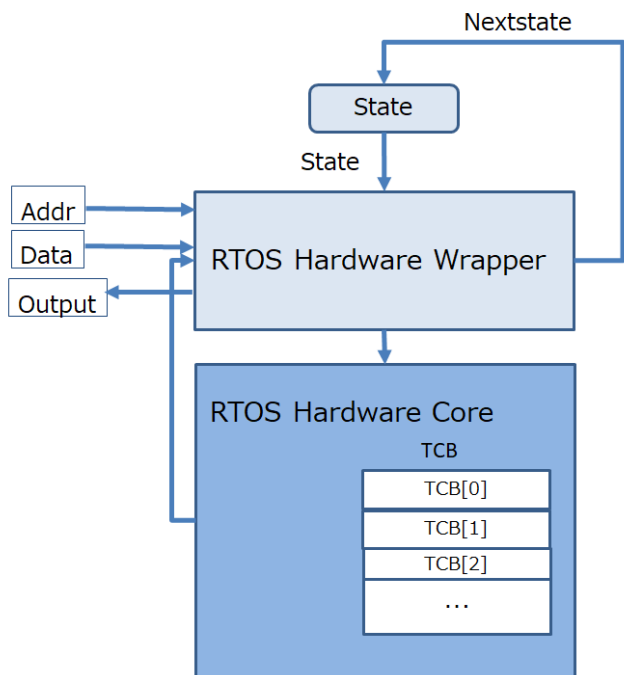 Nextstate
State
State
Addr
Data
Output
RTOS Hardware Wrapper
RTOS Hardware Core
TCB
TCB[0]
TCB[1]
TCB[2]
...